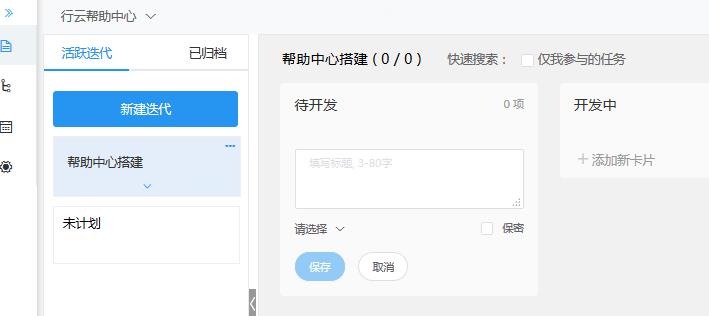 行云帮助中心
活跃迭代
已归档
新建迭代
帮助中心搭建
未计划
帮助中心搭建 ( 0 / 0 )
快速搜索：
仅我参与的任务
待开发
0 项
填写标题, 3-80字
请选择
保密
保存
取消
开发中
添加新卡片